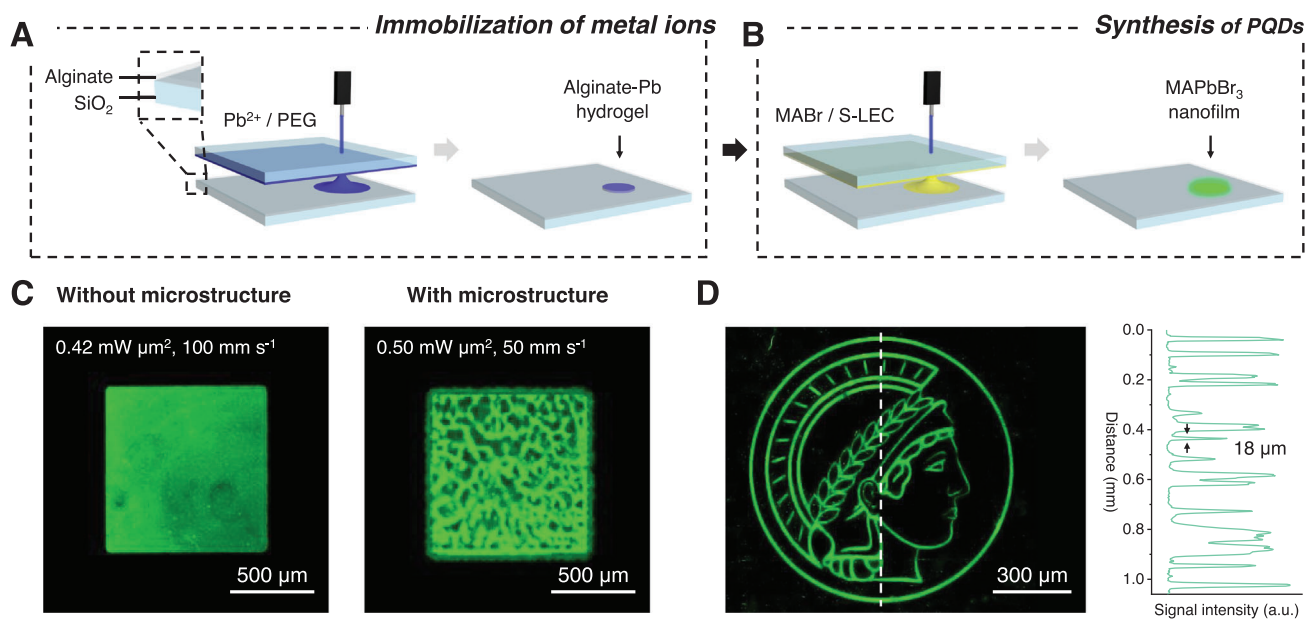 A
Immobilization of metal ions
Alginate
SiO₂
Pb²⁺ / PEG
Alginate-Pb
hydrogel
B
Synthesis of PQDs
MABr / S-LEC
MAPbBr₃
nanofilm
C
Without microstructure
0.42 mW µm², 100 mm s⁻¹
500 µm
With microstructure
0.50 mW µm², 50 mm s⁻¹
500 µm
D
300 µm
0.0
0.2
0.4
0.6
0.8
1.0
Distance (mm)
18 µm
Signal intensity (a.u.)